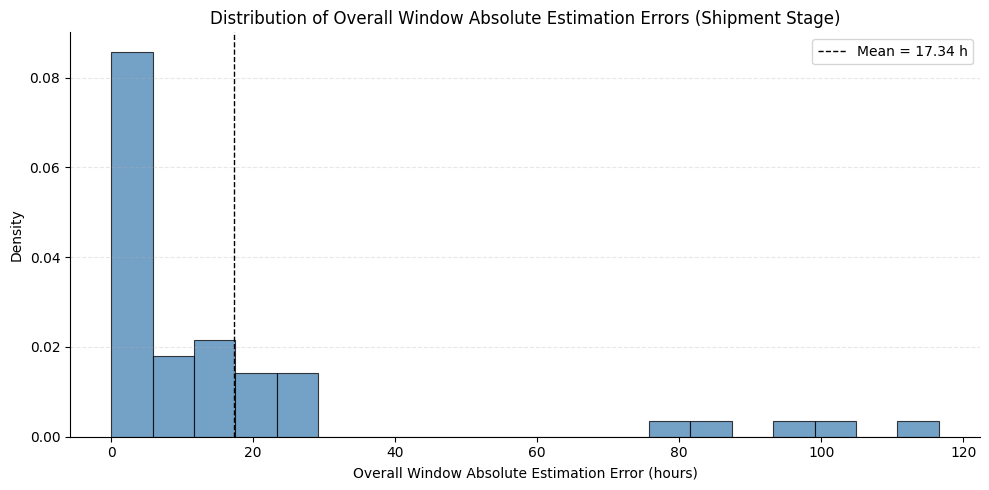 Distribution of Overall Window Absolute Estimation Errors (Shipment Stage)
Mean = 17.34 h
Density
0.08
0.06
0.04
0.02
0.00
0 20 40 60 80 100 120
Overall Window Absolute Estimation Error (hours)